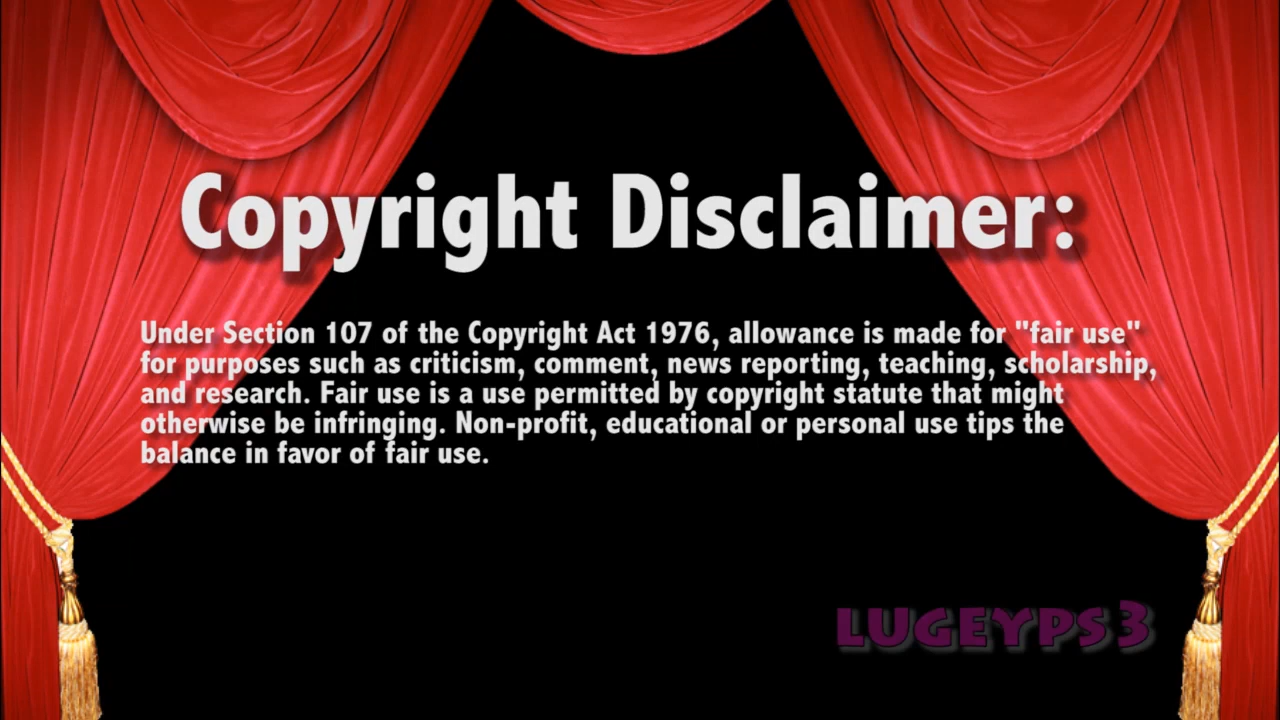 Copyright Disclaimer:
Under Section 107 of the Copyright Act 1976, allowance is made for "fair use"
for purposes such as criticism, comment, news reporting, teaching, scholarship,
and research. Fair use is a use permitted by copyright statute that might
otherwise be infringing. Non-profit, educational or personal use tips the
balance in favor of fair use.
LUGEYPS3